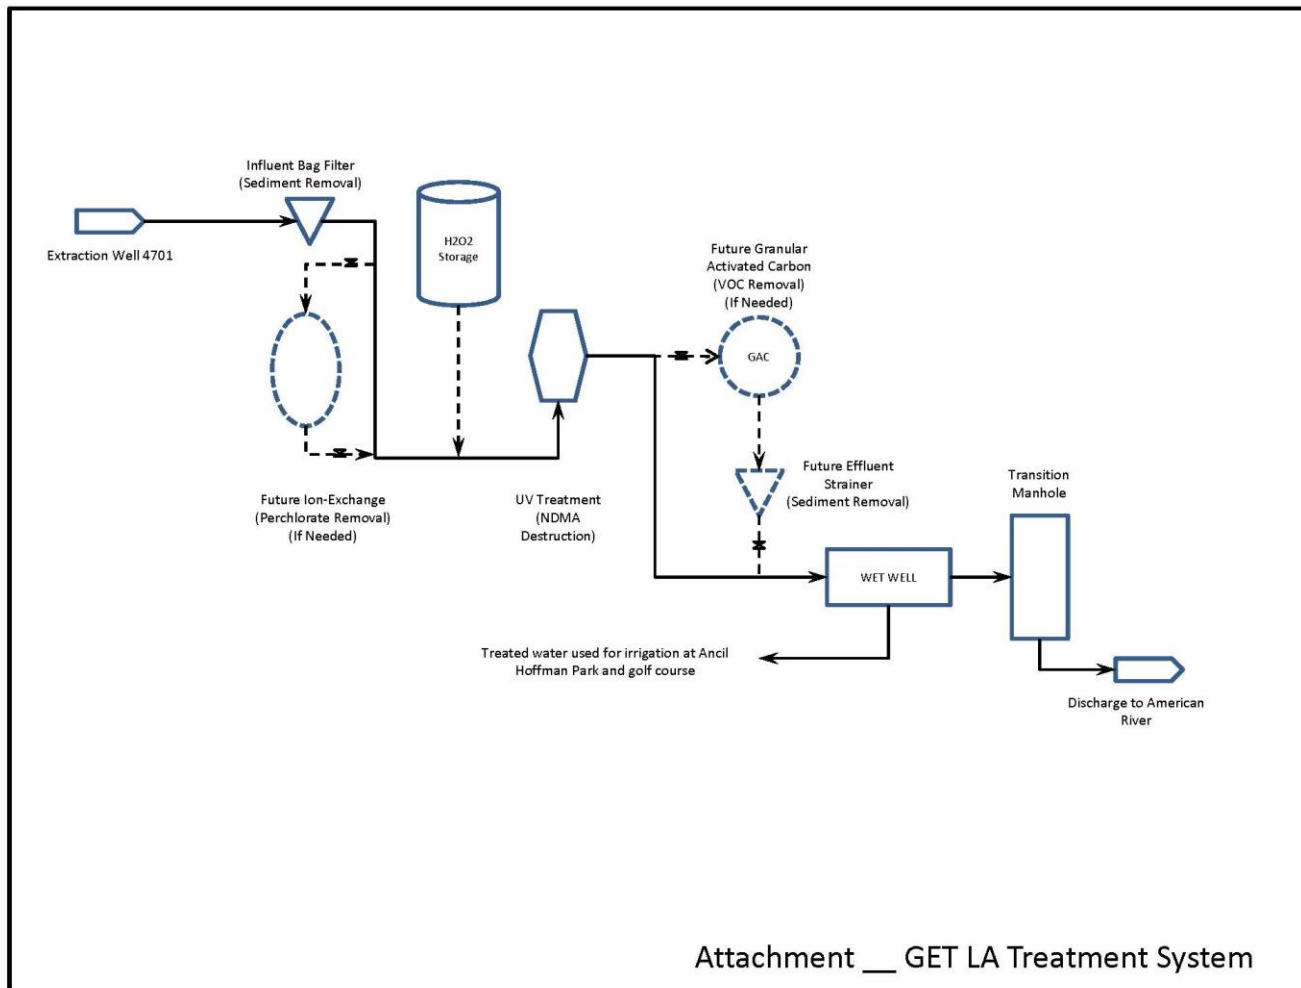 Influent Bag Filter
(Sediment Removal)
Extraction Well 4701
H2O2
Storage
Future Granular
Activated Carbon
(VOC Removal)
(If Needed)
GAC
Future Ion-Exchange
(Perchlorate Removal)
(If Needed)
UV Treatment
(NDMA
Destruction)
Future Effluent
Strainer
(Sediment Removal)
Transition
Manhole
WET WELL
Treated water used for irrigation at Ancil
Hoffman Park and golf course
Discharge to American
River
Attachment __ GET LA Treatment System